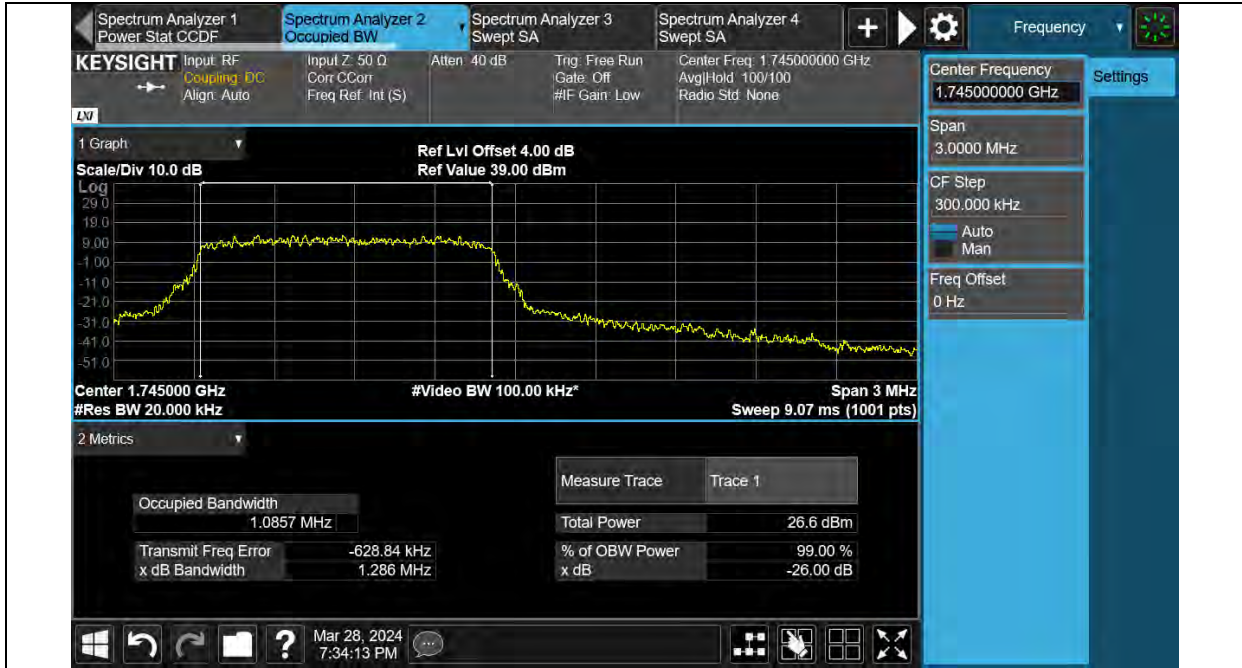 Spectrum Analyzer 1
Power Stat CCDF
Spectrum Analyzer 2
Occupied BW
Spectrum Analyzer 3
Swept SA
Spectrum Analyzer 4
Swept SA
+
Frequency
KEYSIGHT
Input: RF
Coupling: DC
Align: Auto
Input Z: 50 Ω
Corr CCorr
Freq Ref: Int (S)
Atten: 40 dB
Trig: Free Run
Gate: Off
#IF Gain: Low
Center Freq: 1.745000000 GHz
Avg|Hold: 100/100
Radio Std: None
LXI
Center Frequency
1.745000000 GHz
Settings
Span
3.0000 MHz
CF Step
300.000 kHz
Auto
Man
Freq Offset
0 Hz
1 Graph
Scale/Div 10.0 dB
Ref Lvl Offset 4.00 dB
Ref Value 39.00 dBm
Log
29.0
19.0
9.00
-1.00
-11.0
-21.0
-31.0
-41.0
-51.0
Center 1.745000 GHz
#Video BW 100.00 kHz*
Span 3 MHz
#Res BW 20.000 kHz
Sweep 9.07 ms (1001 pts)
2 Metrics
Measure Trace
Trace 1
Occupied Bandwidth
1.0857 MHz
Total Power
26.6 dBm
Transmit Freq Error
-628.84 kHz
% of OBW Power
99.00 %
x dB Bandwidth
1.286 MHz
x dB
-26.00 dB
?
Mar 28, 2024
7:34:13 PM